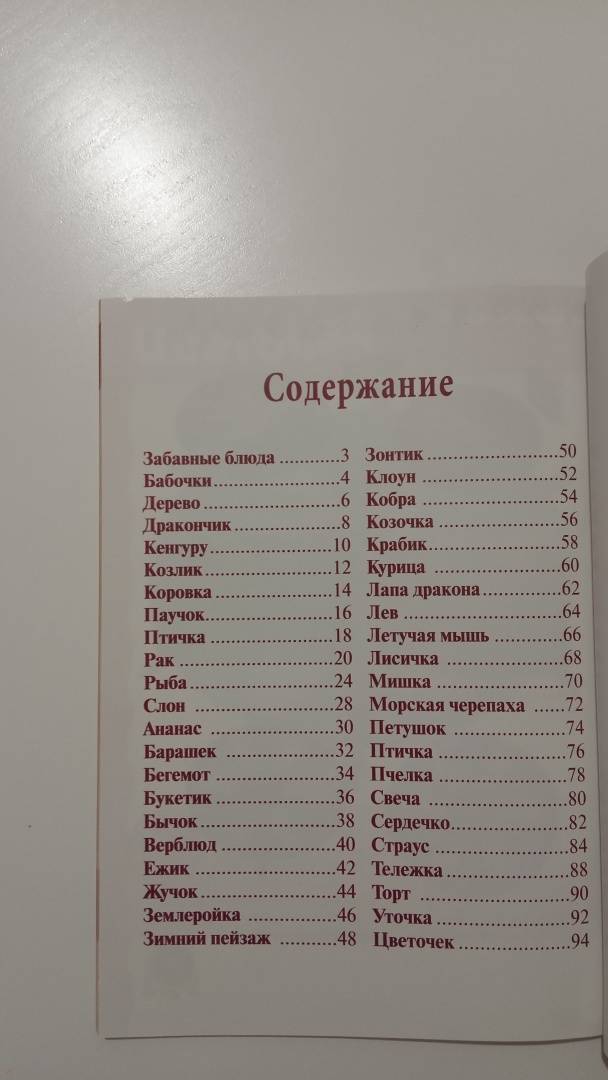 Содержание
Забавные блюда ...........3
Бабочки.......................4
Дерево .........................6
Дракончик ....................8
Кенгуру......................10
Козлик .......................12
Коровка .....................14
Паучок.......................16
Птичка .......................18
Рак ............................20
Рыба..........................24
Слон ..........................28
Ананас .......................30
Барашек .....................32
Бегемот ......................34
Букетик ......................36
Бычок.........................38
Верблюд .....................40
Ежик ..........................42
Жучок.........................44
Землеройка .................46
Зимний пейзаж ...........48
Зонтик ........................50
Клоун .........................52
Кобра .........................54
Козочка ......................56
Крабик........................58
Курица .......................60
Лапа дракона...............62
Лев ............................64
Летучая мышь .............66
Лисичка ......................68
Мишка .......................70
Морская черепаха ......72
Петушок .....................74
Птичка .......................76
Пчелка .......................78
Свеча .........................80
Сердечко.....................82
Страус ........................84
Тележка ......................88
Торт ...........................90
Уточка ........................92
Цветочек .....................94